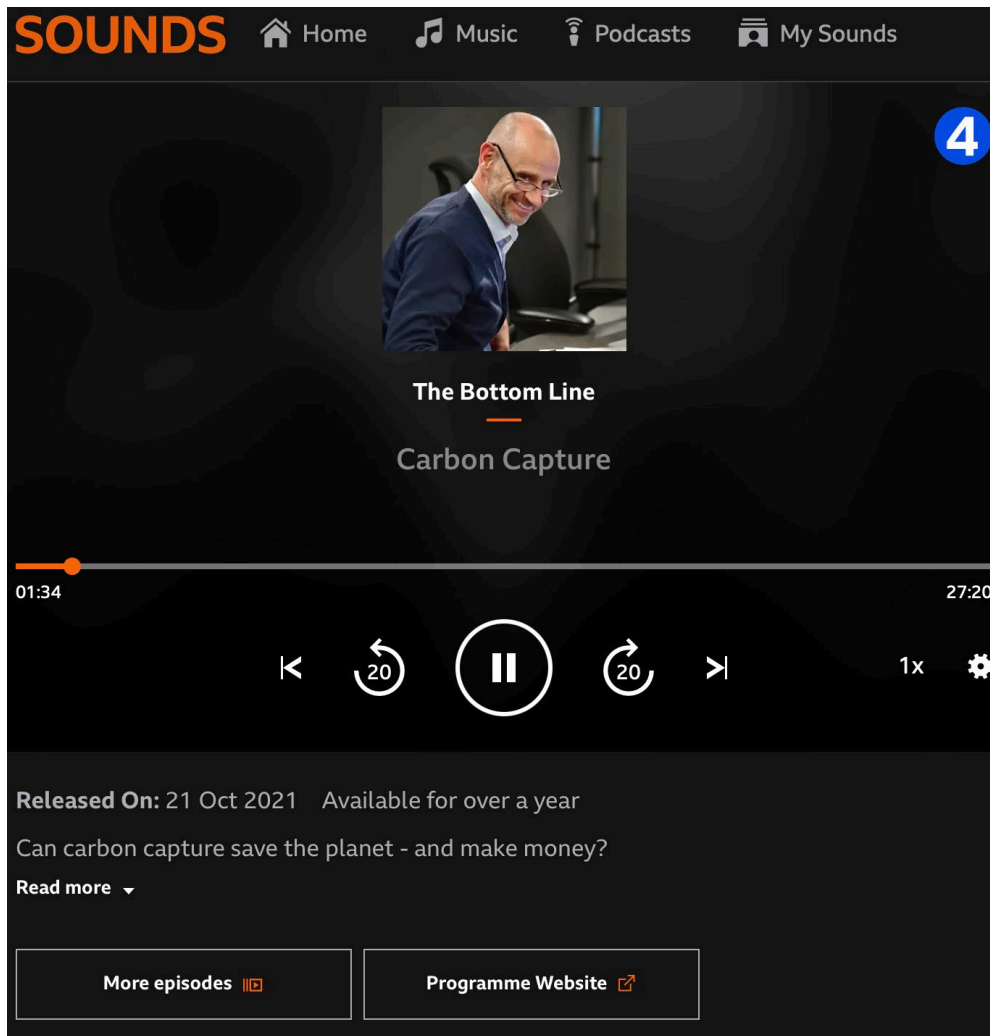 SOUNDS Home Music Podcasts My Sounds
4
The Bottom Line
Carbon Capture
01:34 27:20
20 20 1x
Released On: 21 Oct 2021 Available for over a year
Can carbon capture save the planet - and make money?
Read more
More episodes Programme Website